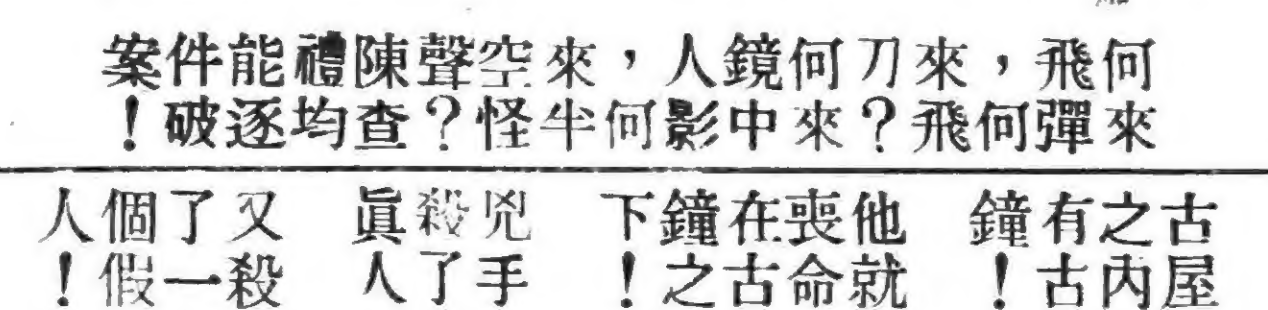 何來飛彈，何來飛刀？何來鏡中人影，何來半空怪聲？陳查禮均能逐件破案！
古屋之內有古鐘！
他就喪命在古鐘之下！
兇手殺了眞人
又殺了一個假人！